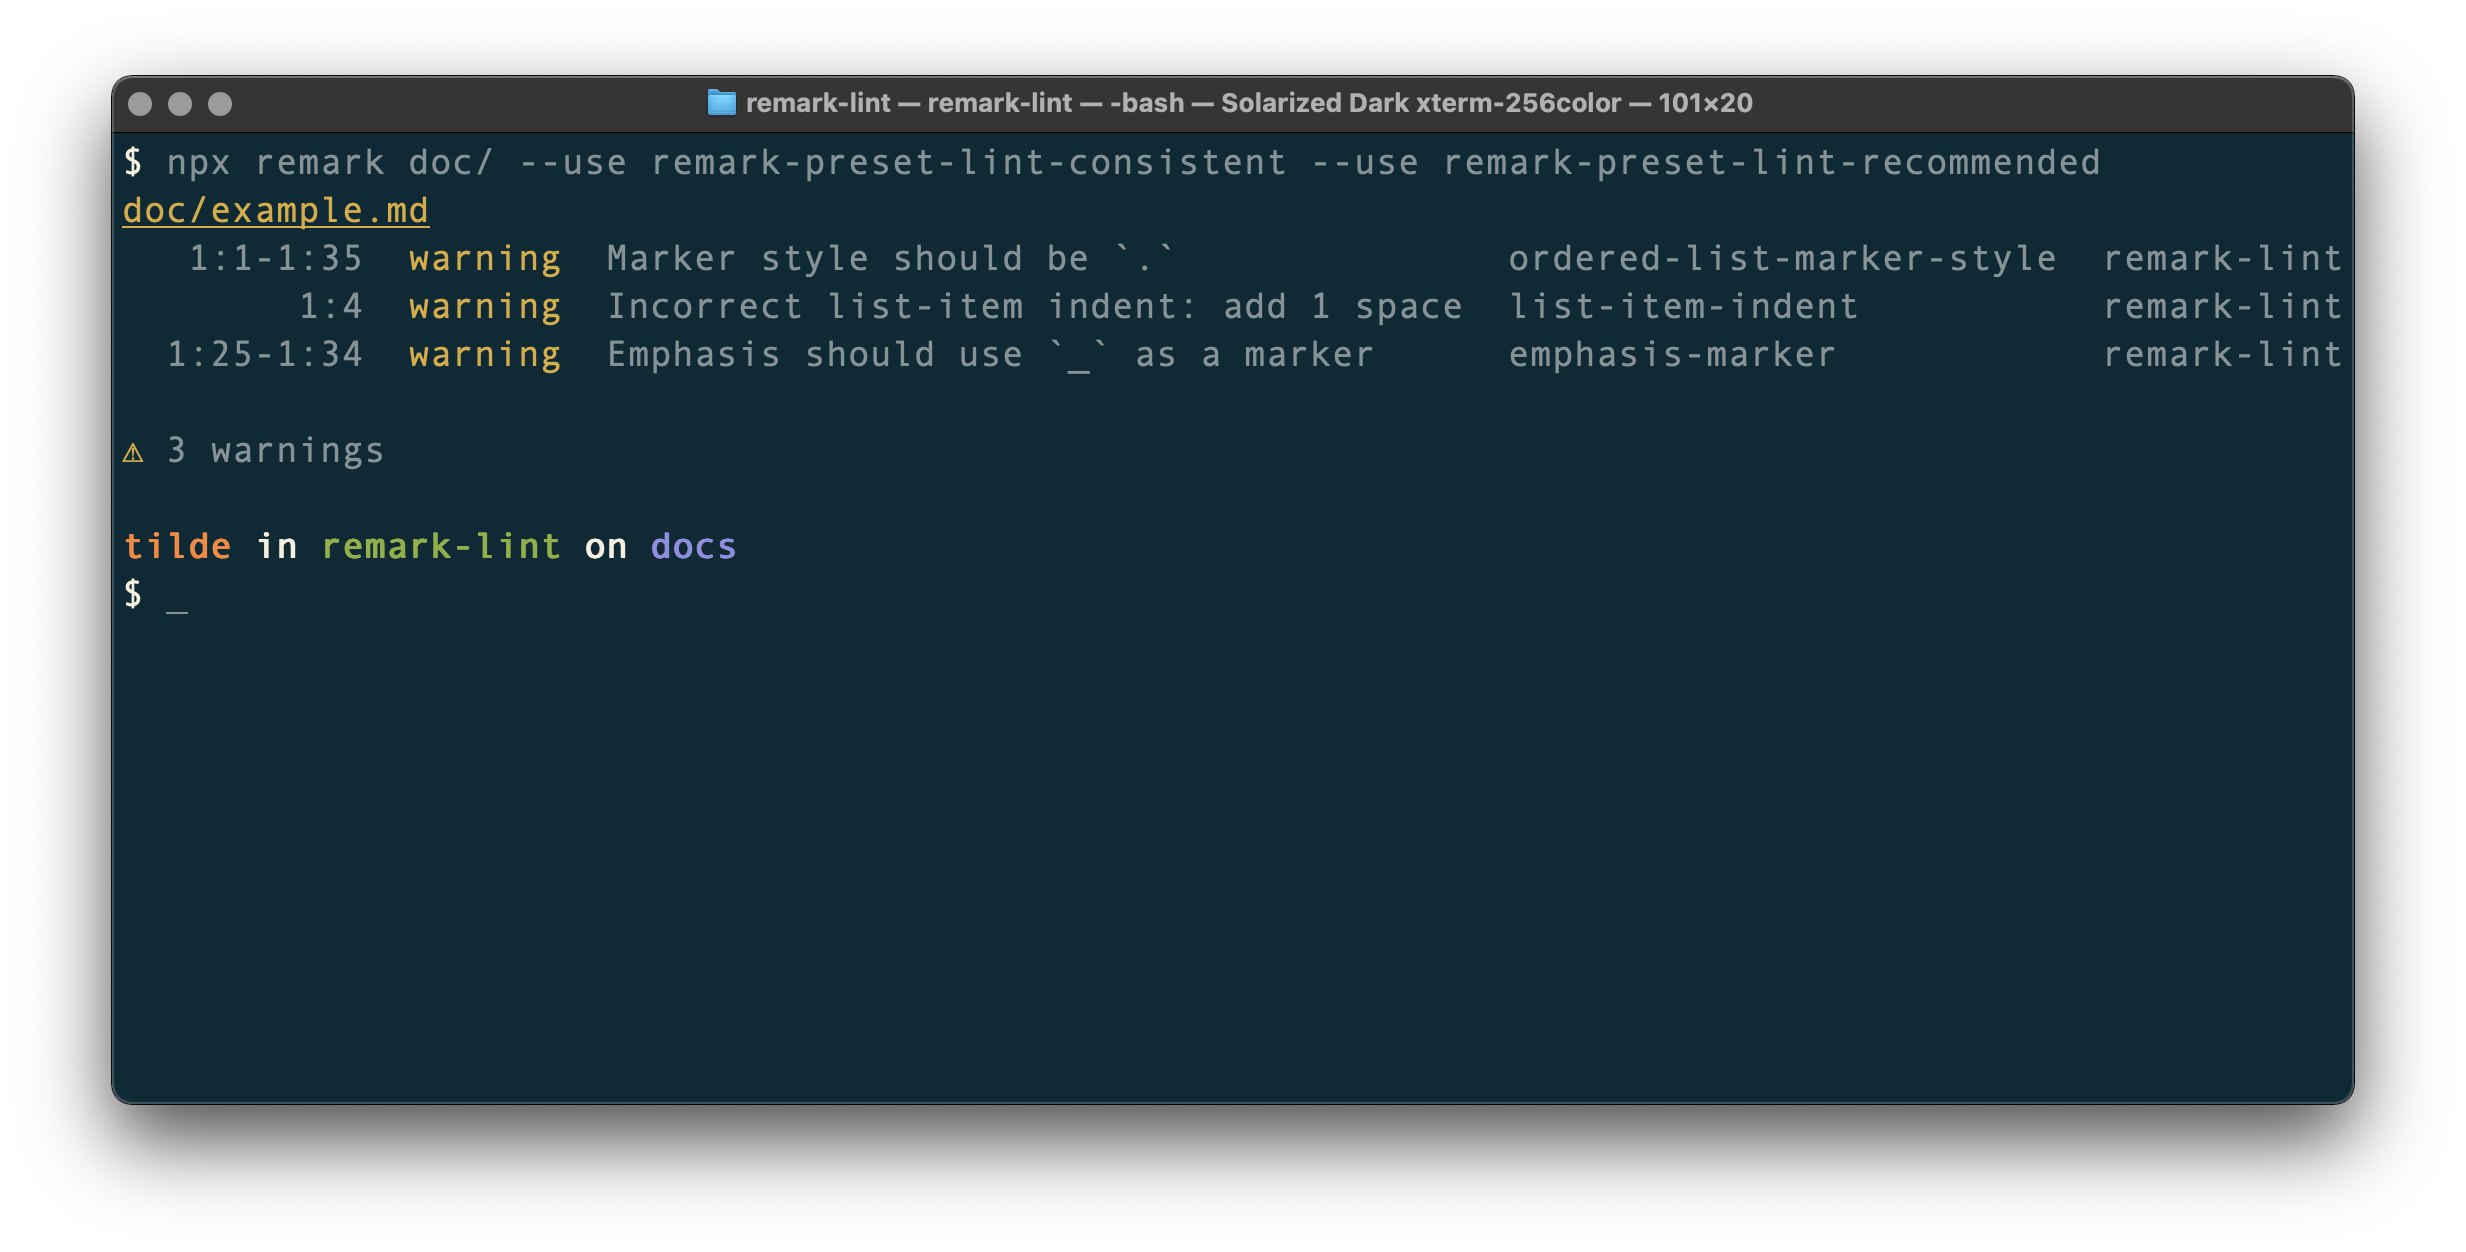 remark-lint — remark-lint — -bash — Solarized Dark xterm-256color — 101×20
$ npx remark doc/ --use remark-preset-lint-consistent --use remark-preset-lint-recommended
doc/example.md
1:1-1:35  warning  Marker style should be `.`  ordered-list-marker-style  remark-lint
1:4  warning  Incorrect list-item indent: add 1 space  list-item-indent  remark-lint
1:25-1:34  warning  Emphasis should use `_` as a marker  emphasis-marker  remark-lint
⚠ 3 warnings
tilde in remark-lint on docs
$ _